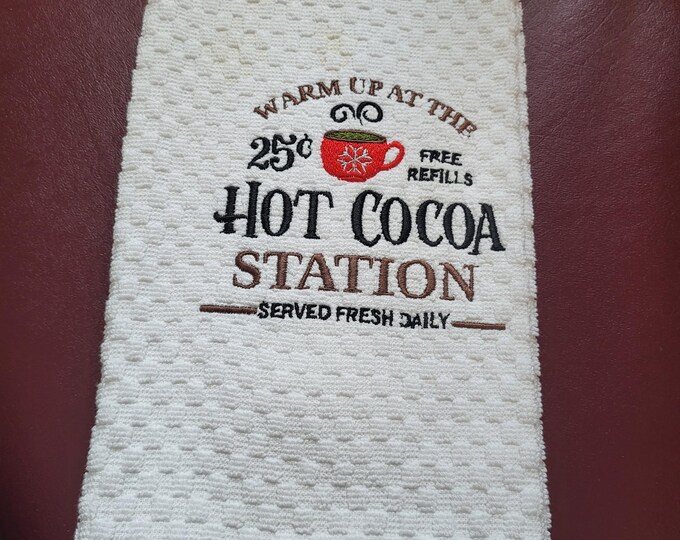 WARM UP AT THE
25¢
FREE
REFILLS
HOT COCOA
STATION
SERVED FRESH DAILY